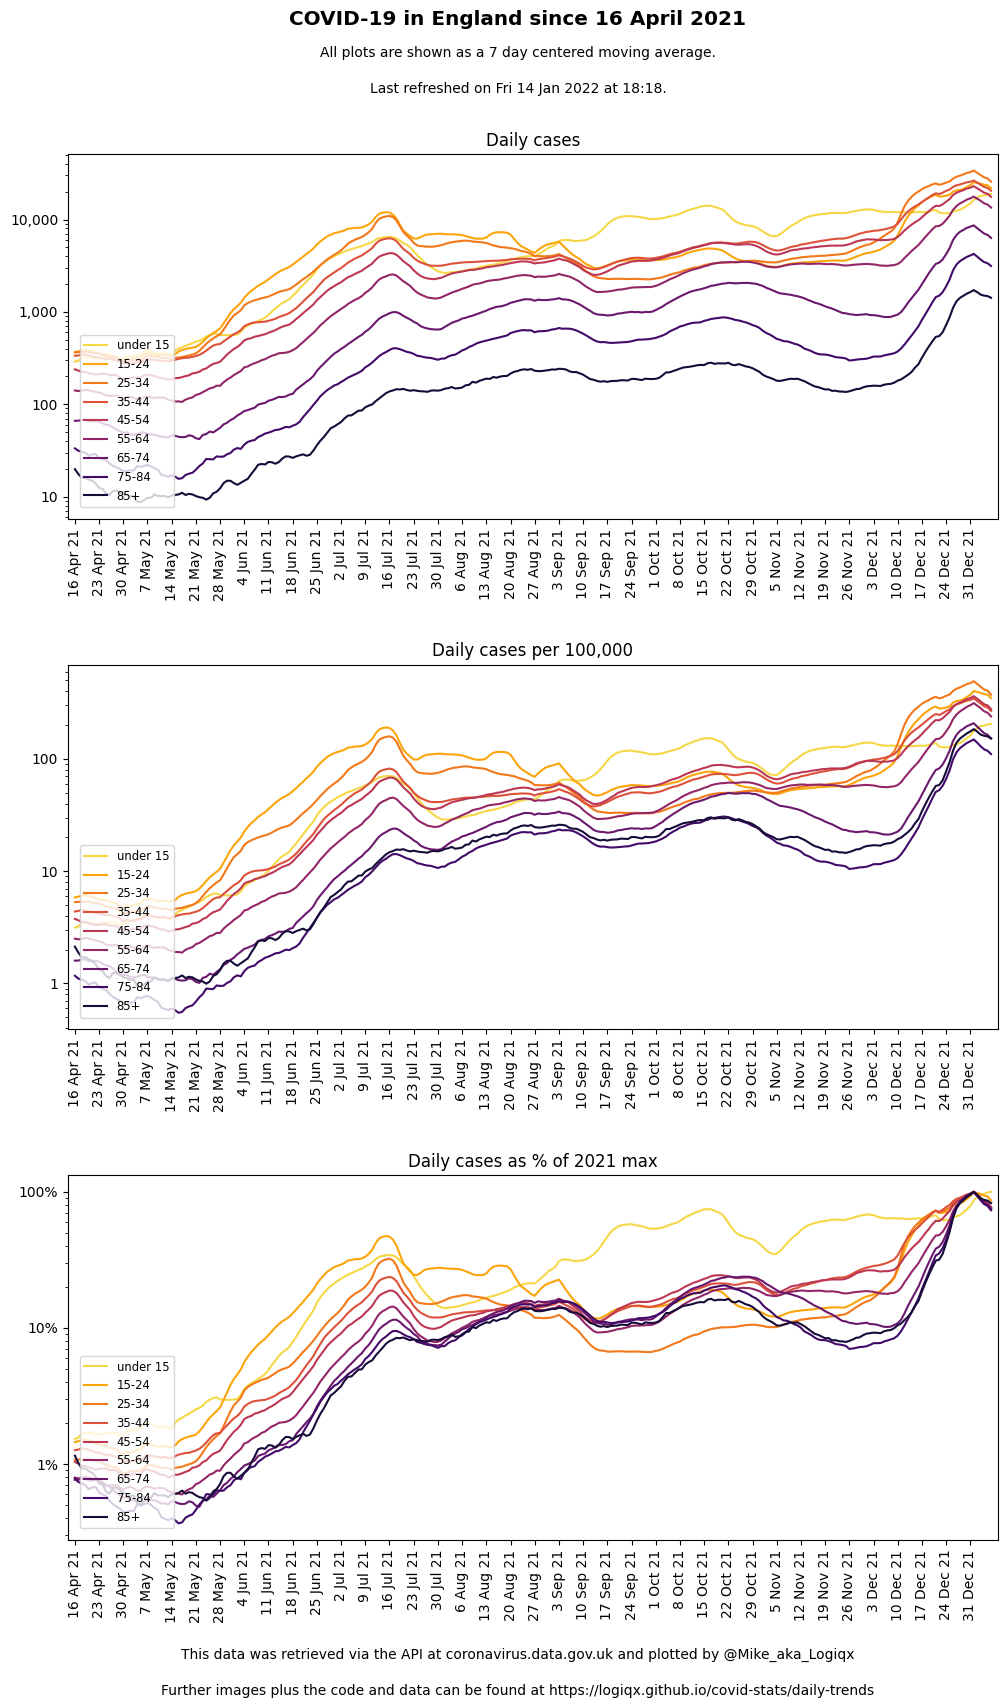 COVID-19 in England since 16 April 2021
All plots are shown as a 7 day centered moving average.
Last refreshed on Fri 14 Jan 2022 at 18:18.
Daily cases
10,000
1,000
100
10
under 15
15-24
25-34
35-44
45-54
55-64
65-74
75-84
85+
16 Apr 21
23 Apr 21
30 Apr 21
7 May 21
14 May 21
21 May 21
28 May 21
4 Jun 21
11 Jun 21
18 Jun 21
25 Jun 21
2 Jul 21
9 Jul 21
16 Jul 21
23 Jul 21
30 Jul 21
6 Aug 21
13 Aug 21
20 Aug 21
27 Aug 21
3 Sep 21
10 Sep 21
17 Sep 21
24 Sep 21
1 Oct 21
8 Oct 21
15 Oct 21
22 Oct 21
29 Oct 21
5 Nov 21
12 Nov 21
19 Nov 21
26 Nov 21
3 Dec 21
10 Dec 21
17 Dec 21
24 Dec 21
31 Dec 21
Daily cases per 100,000
100
10
1
under 15
15-24
25-34
35-44
45-54
55-64
65-74
75-84
85+
16 Apr 21
23 Apr 21
30 Apr 21
7 May 21
14 May 21
21 May 21
28 May 21
4 Jun 21
11 Jun 21
18 Jun 21
25 Jun 21
2 Jul 21
9 Jul 21
16 Jul 21
23 Jul 21
30 Jul 21
6 Aug 21
13 Aug 21
20 Aug 21
27 Aug 21
3 Sep 21
10 Sep 21
17 Sep 21
24 Sep 21
1 Oct 21
8 Oct 21
15 Oct 21
22 Oct 21
29 Oct 21
5 Nov 21
12 Nov 21
19 Nov 21
26 Nov 21
3 Dec 21
10 Dec 21
17 Dec 21
24 Dec 21
31 Dec 21
Daily cases as % of 2021 max
100%
10%
1%
under 15
15-24
25-34
35-44
45-54
55-64
65-74
75-84
85+
16 Apr 21
23 Apr 21
30 Apr 21
7 May 21
14 May 21
21 May 21
28 May 21
4 Jun 21
11 Jun 21
18 Jun 21
25 Jun 21
2 Jul 21
9 Jul 21
16 Jul 21
23 Jul 21
30 Jul 21
6 Aug 21
13 Aug 21
20 Aug 21
27 Aug 21
3 Sep 21
10 Sep 21
17 Sep 21
24 Sep 21
1 Oct 21
8 Oct 21
15 Oct 21
22 Oct 21
29 Oct 21
5 Nov 21
12 Nov 21
19 Nov 21
26 Nov 21
3 Dec 21
10 Dec 21
17 Dec 21
24 Dec 21
31 Dec 21
This data was retrieved via the API at coronavirus.data.gov.uk and plotted by @Mike_aka_Logiqx
Further images plus the code and data can be found at https://logiqx.github.io/covid-stats/daily-trends